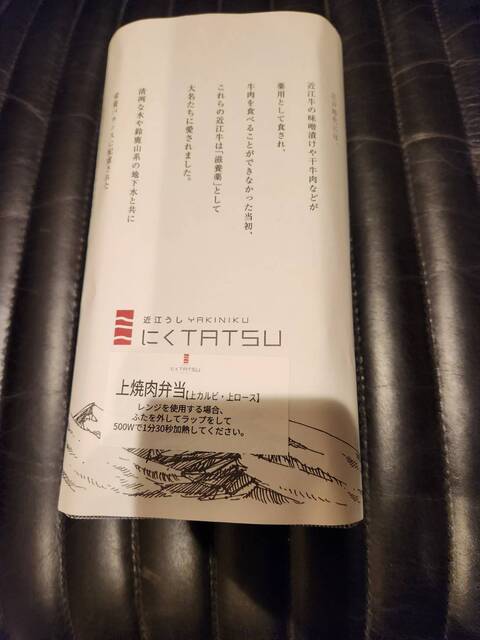 近江牛の味噌漬けや干牛肉などが
薬用として食され、
牛肉を食べることができなかった当初、
これらの近江牛は「滋養薬」として
大名たちに愛されました。
清冽な水や鈴鹿山系の地下水と共に
近江うし YAKINIKU
にくTATSU
にくTATSU
上焼肉弁当【上カルビ・上ロース】
レンジを使用する場合、
ふたを外してラップをして
500Wで1分30秒加熱してください。